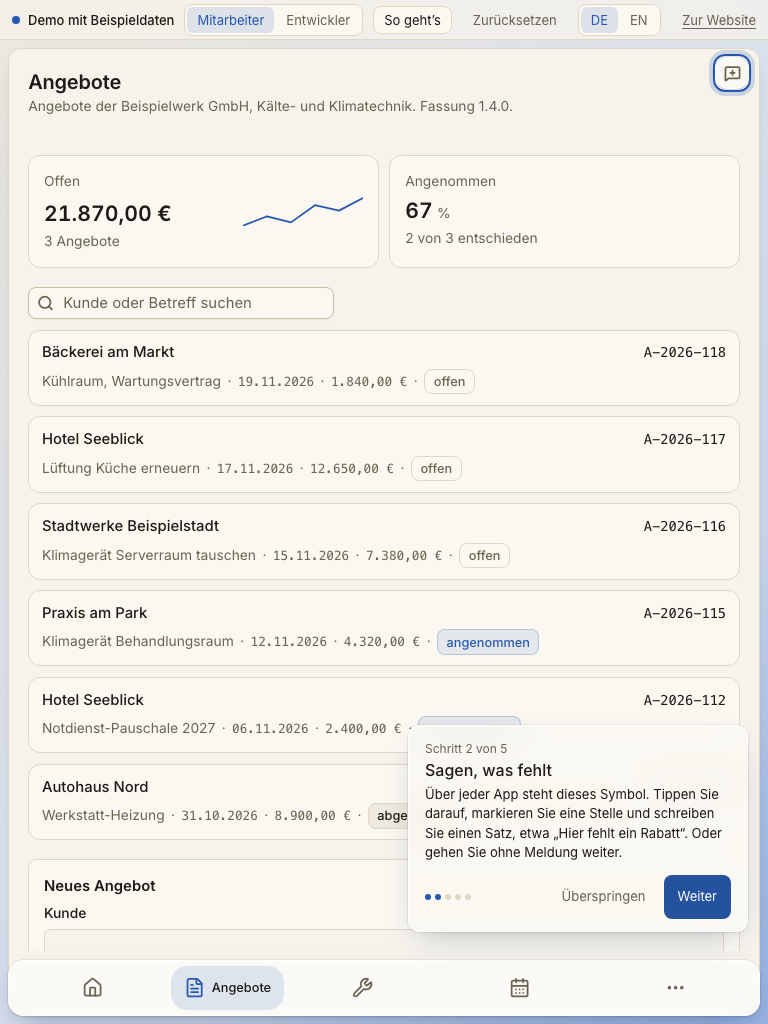 Demo mit Beispieldaten Mitarbeiter Entwickler So geht's Zurücksetzen DE EN Zur Website
Angebote
Angebote der Beispielwerk GmbH, Kälte- und Klimatechnik. Fassung 1.4.0.
Offen
21.870,00 €
3 Angebote
Angenommen
67 %
2 von 3 entschieden
Kunde oder Betreff suchen
Bäckerei am Markt A-2026-118
Kühlraum, Wartungsvertrag · 19.11.2026 · 1.840,00 € · offen
Hotel Seeblick A-2026-117
Lüftung Küche erneuern · 17.11.2026 · 12.650,00 € · offen
Stadtwerke Beispielstadt A-2026-116
Klimagerät Serverraum tauschen · 15.11.2026 · 7.380,00 € · offen
Praxis am Park A-2026-115
Klimagerät Behandlungsraum · 12.11.2026 · 4.320,00 € · angenommen
Hotel Seeblick A-2026-112
Notdienst-Pauschale 2027 · 06.11.2026 · 2.400,00 € ·
Autohaus Nord
Werkstatt-Heizung · 31.10.2026 · 8.900,00 € · abge
Neues Angebot
Kunde
Schritt 2 von 5
Sagen, was fehlt
Über jeder App steht dieses Symbol. Tippen Sie
darauf, markieren Sie eine Stelle und schreiben
Sie einen Satz, etwa „Hier fehlt ein Rabatt“. Oder
gehen Sie ohne Meldung weiter.
Überspringen Weiter
Angebote